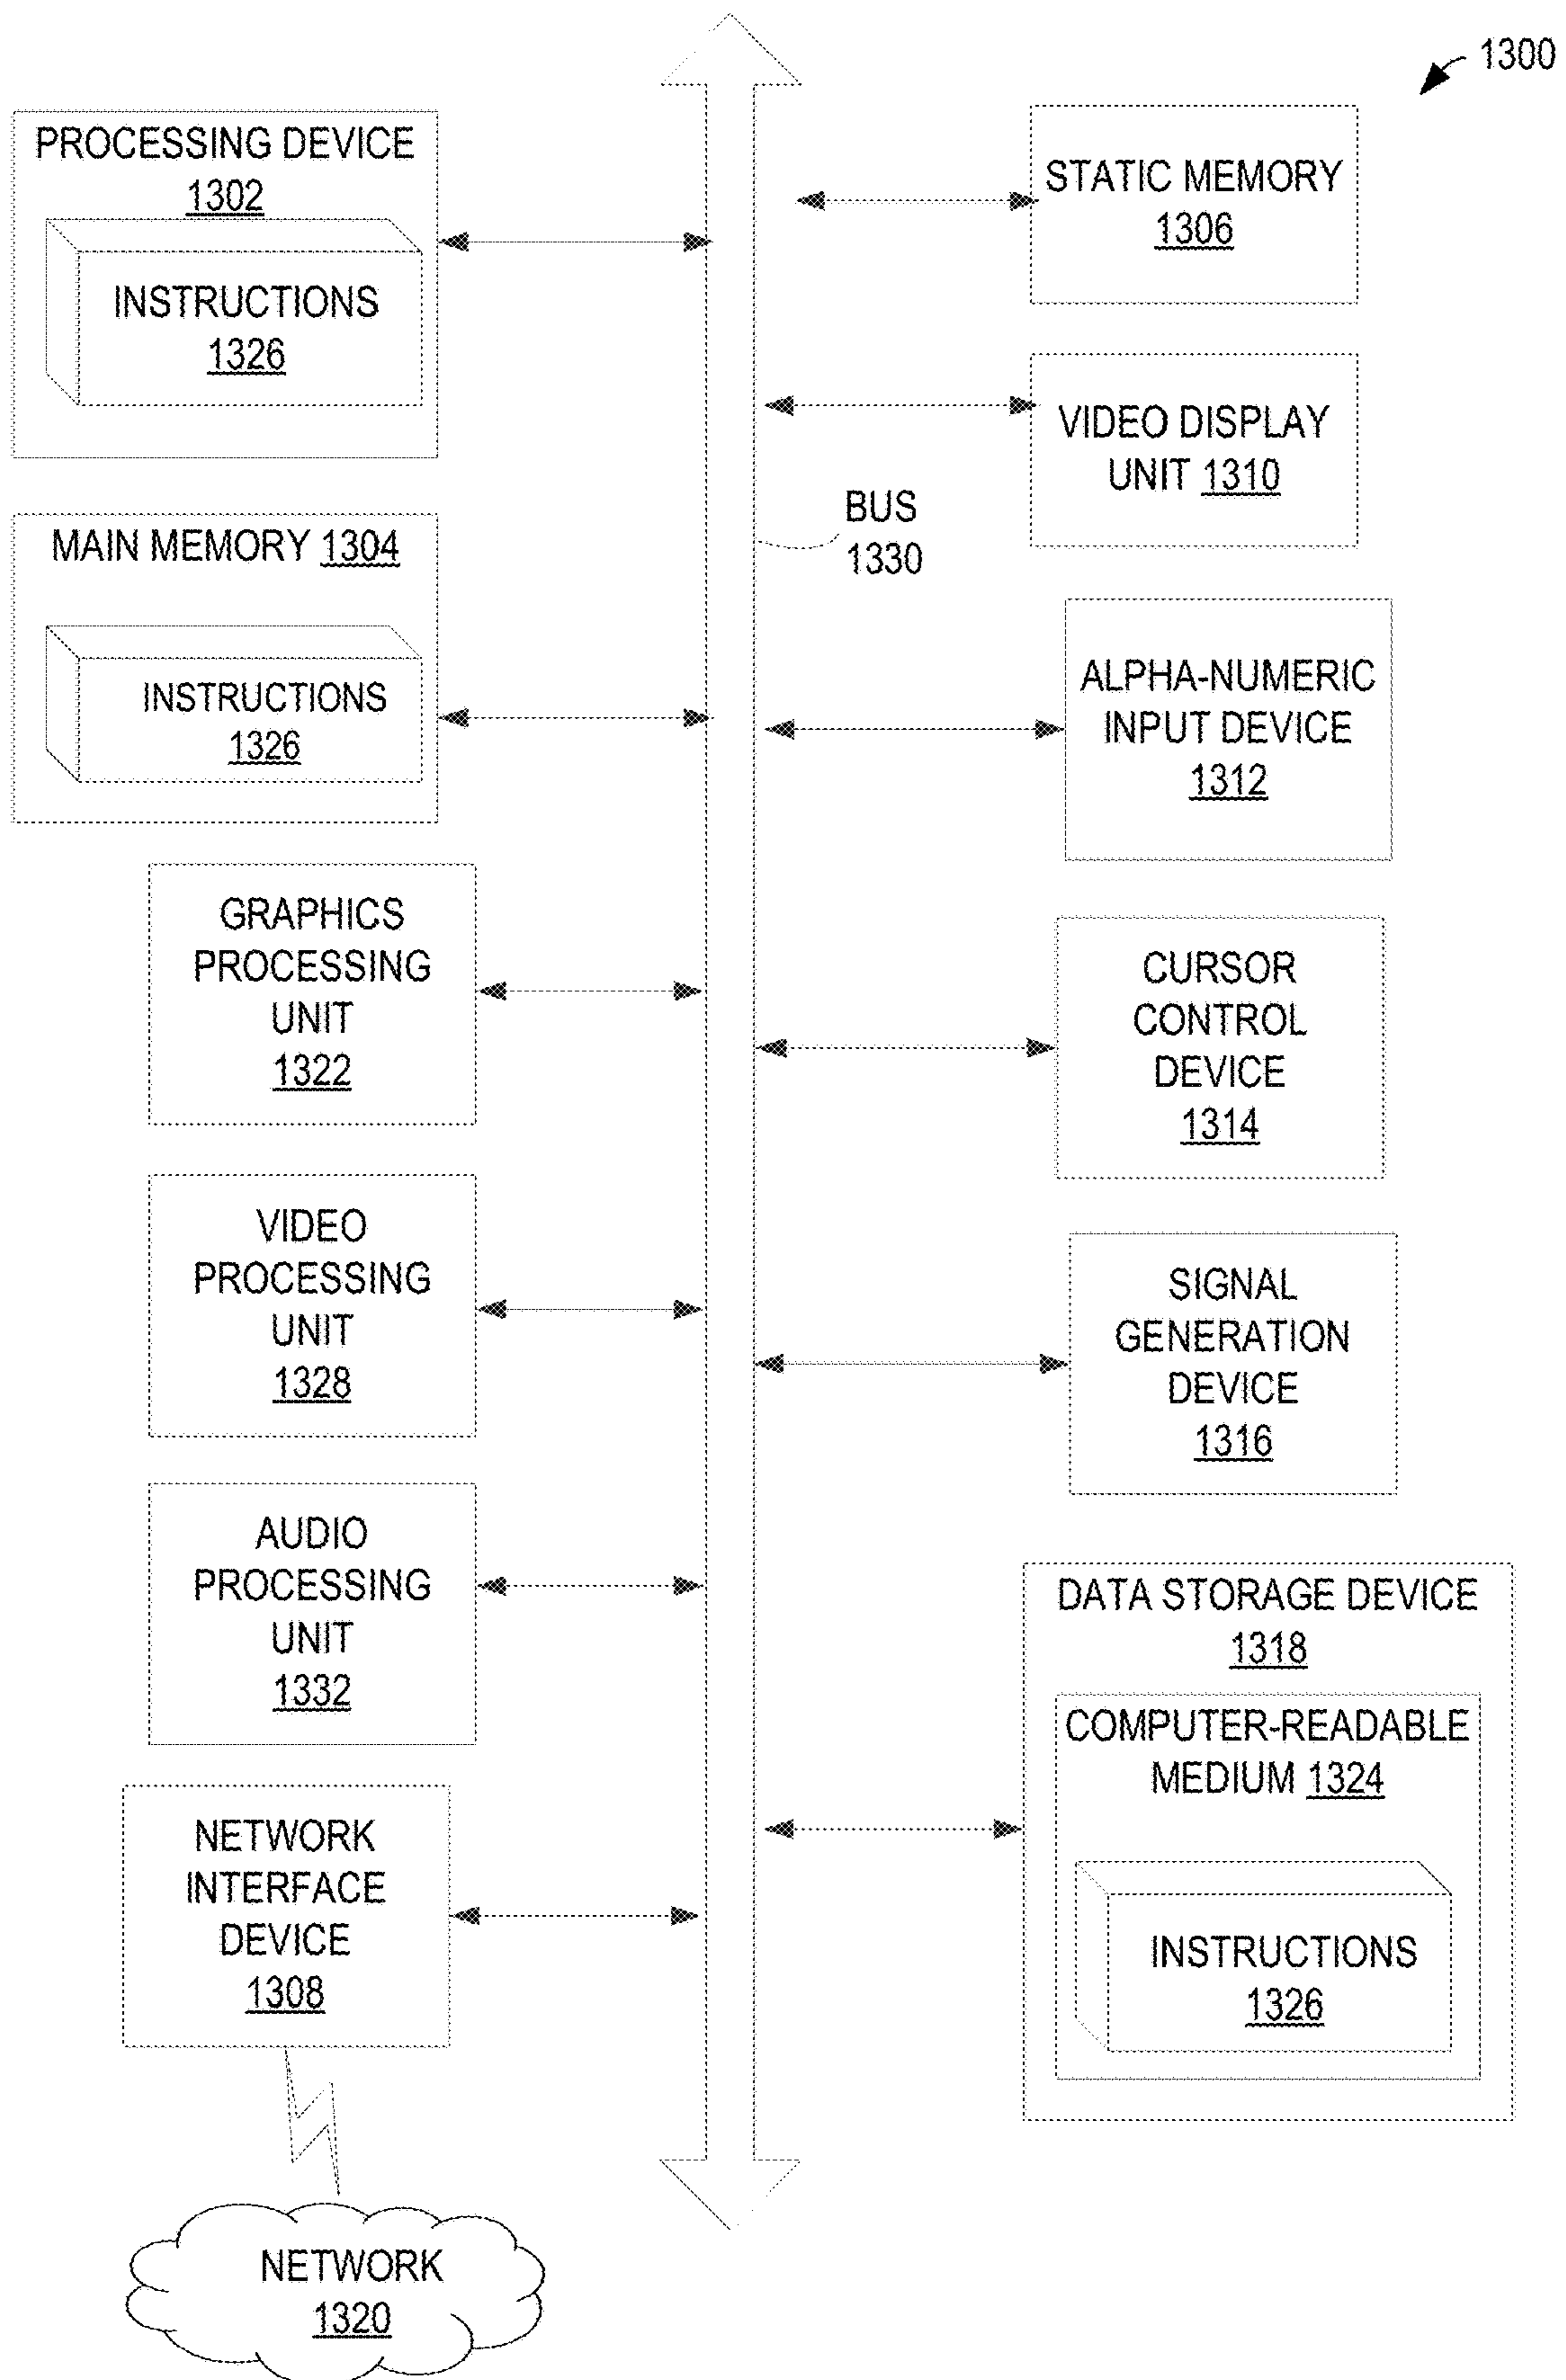 1300
PROCESSING DEVICE
1302
INSTRUCTIONS
1326
MAIN MEMORY 1304
INSTRUCTIONS
1326
GRAPHICS
PROCESSING
UNIT
1322
VIDEO
PROCESSING
UNIT
1328
AUDIO
PROCESSING
UNIT
1332
NETWORK
INTERFACE
DEVICE
1308
NETWORK
1320
BUS
1330
STATIC MEMORY
1306
VIDEO DISPLAY
UNIT 1310
ALPHA-NUMERIC
INPUT DEVICE
1312
CURSOR
CONTROL
DEVICE
1314
SIGNAL
GENERATION
DEVICE
1316
DATA STORAGE DEVICE
1318
COMPUTER-READABLE
MEDIUM 1324
INSTRUCTIONS
1326